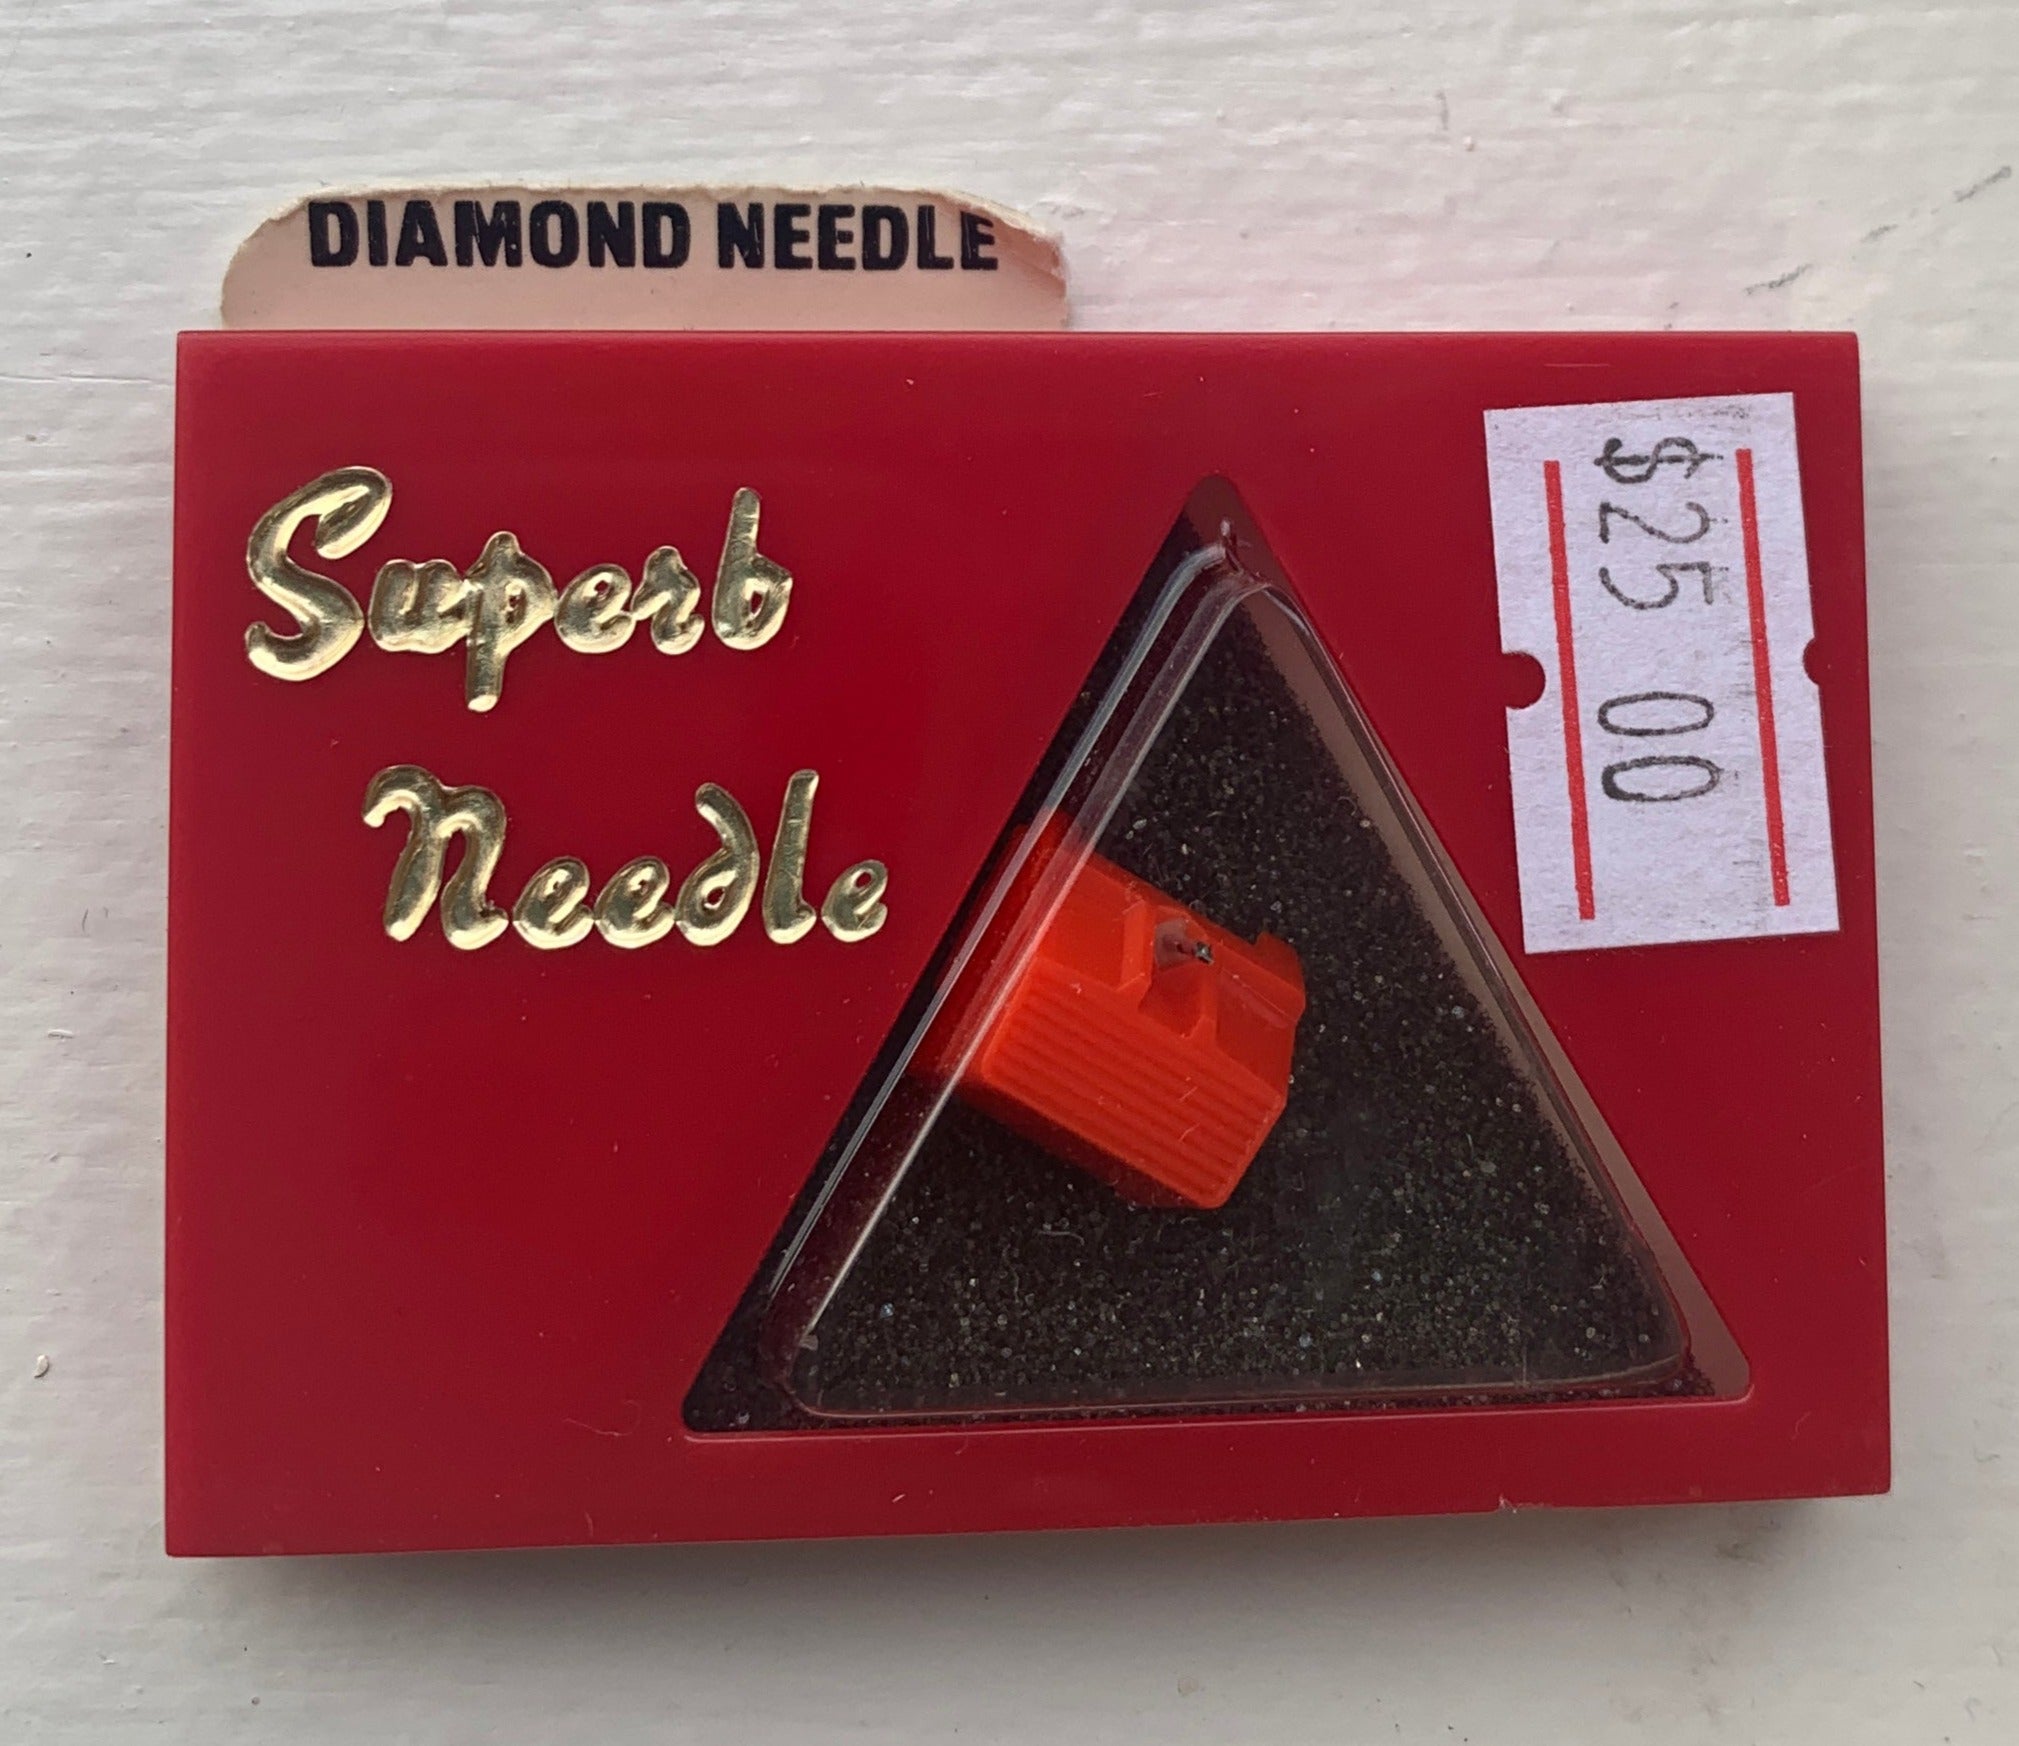 DIAMOND NEEDLE
Superb
Needle
$25 00